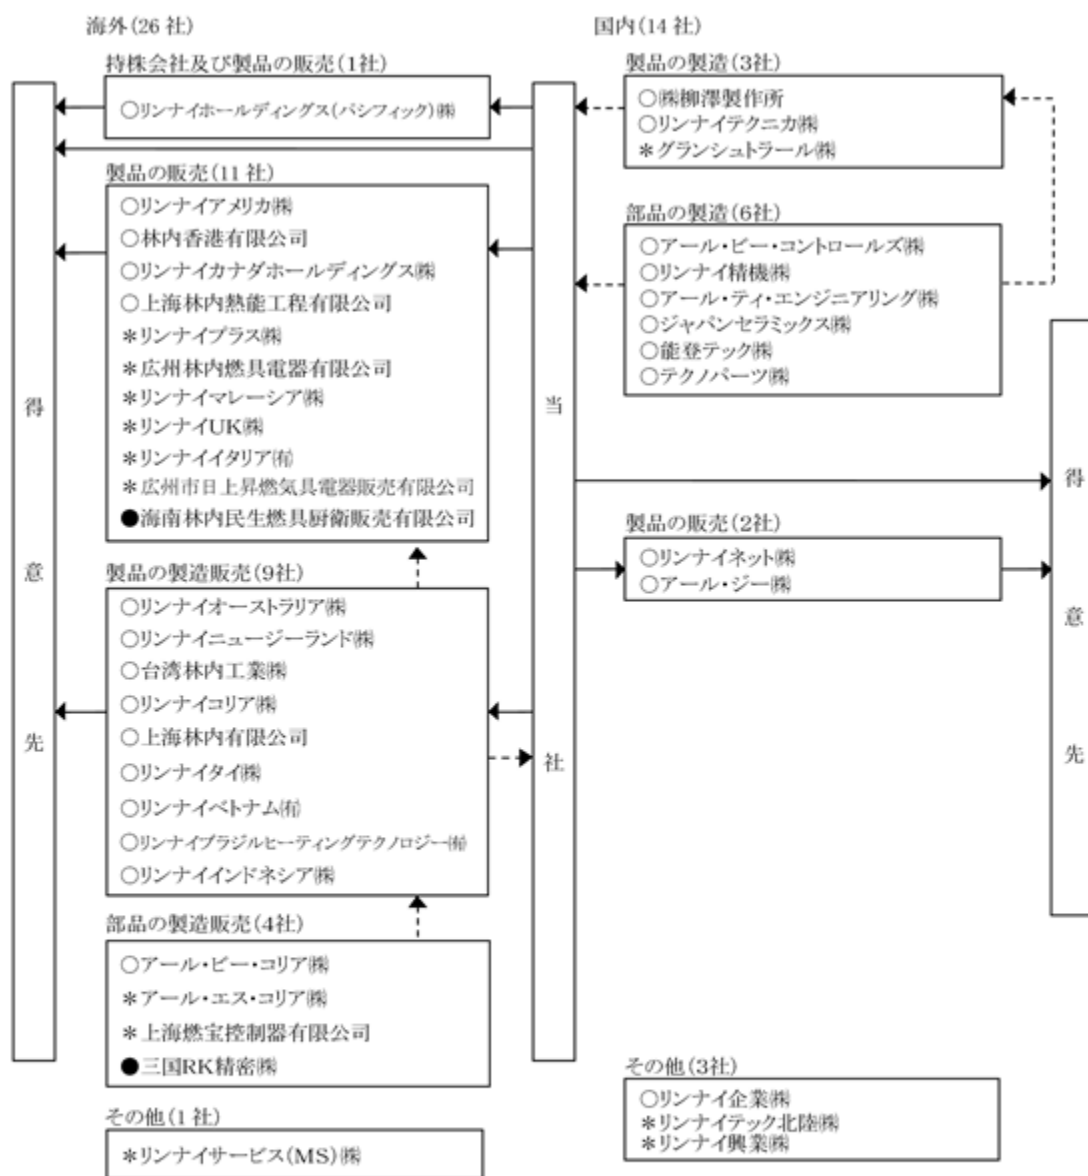 海外(26 社)
持株会社及び製品の販売(1社)
○リンナイホールディングス(パシフィック)㈱
製品の販売(11 社)
○リンナイアメリカ㈱
○林内香港有限公司
○リンナイカナダホールディングス㈱
○上海林内熱能工程有限公司
＊リンナイプラス㈱
＊広州林内燃具電器有限公司
＊リンナイマレーシア㈱
＊リンナイUK㈱
＊リンナイイタリア㈲
＊広州市日上昇燃気具電器販売有限公司
●海南林内民生燃具厨衛販売有限公司
製品の製造販売(9社)
○リンナイオーストラリア㈱
○リンナイニュージーランド㈱
○台湾林内工業㈱
○リンナイコリア㈱
○上海林内有限公司
○リンナイタイ㈱
○リンナイベトナム㈲
○リンナイブラジルヒーティングテクノロジー㈲
○リンナイインドネシア㈱
部品の製造販売(4社)
○アール・ビー・コリア㈱
＊アール・エス・コリア㈱
＊上海燃宝控制器有限公司
●三国RK精密㈱
その他(1 社)
＊リンナイサービス(MS)㈱
得意先
当社
国内(14 社)
製品の製造(3社)
○㈱柳澤製作所
○リンナイテクニカ㈱
＊グランシュトラール㈱
部品の製造(6社)
○アール・ビー・コントロールズ㈱
○リンナイ精機㈱
○アール・ティ・エンジニアリング㈱
○ジャパンセラミックス㈱
○能登テック㈱
○テクノパーツ㈱
製品の販売(2社)
○リンナイネット㈱
○アール・ジー㈱
その他(3社)
○リンナイ企業㈱
＊リンナイテック北陸㈱
＊リンナイ興業㈱
得意先